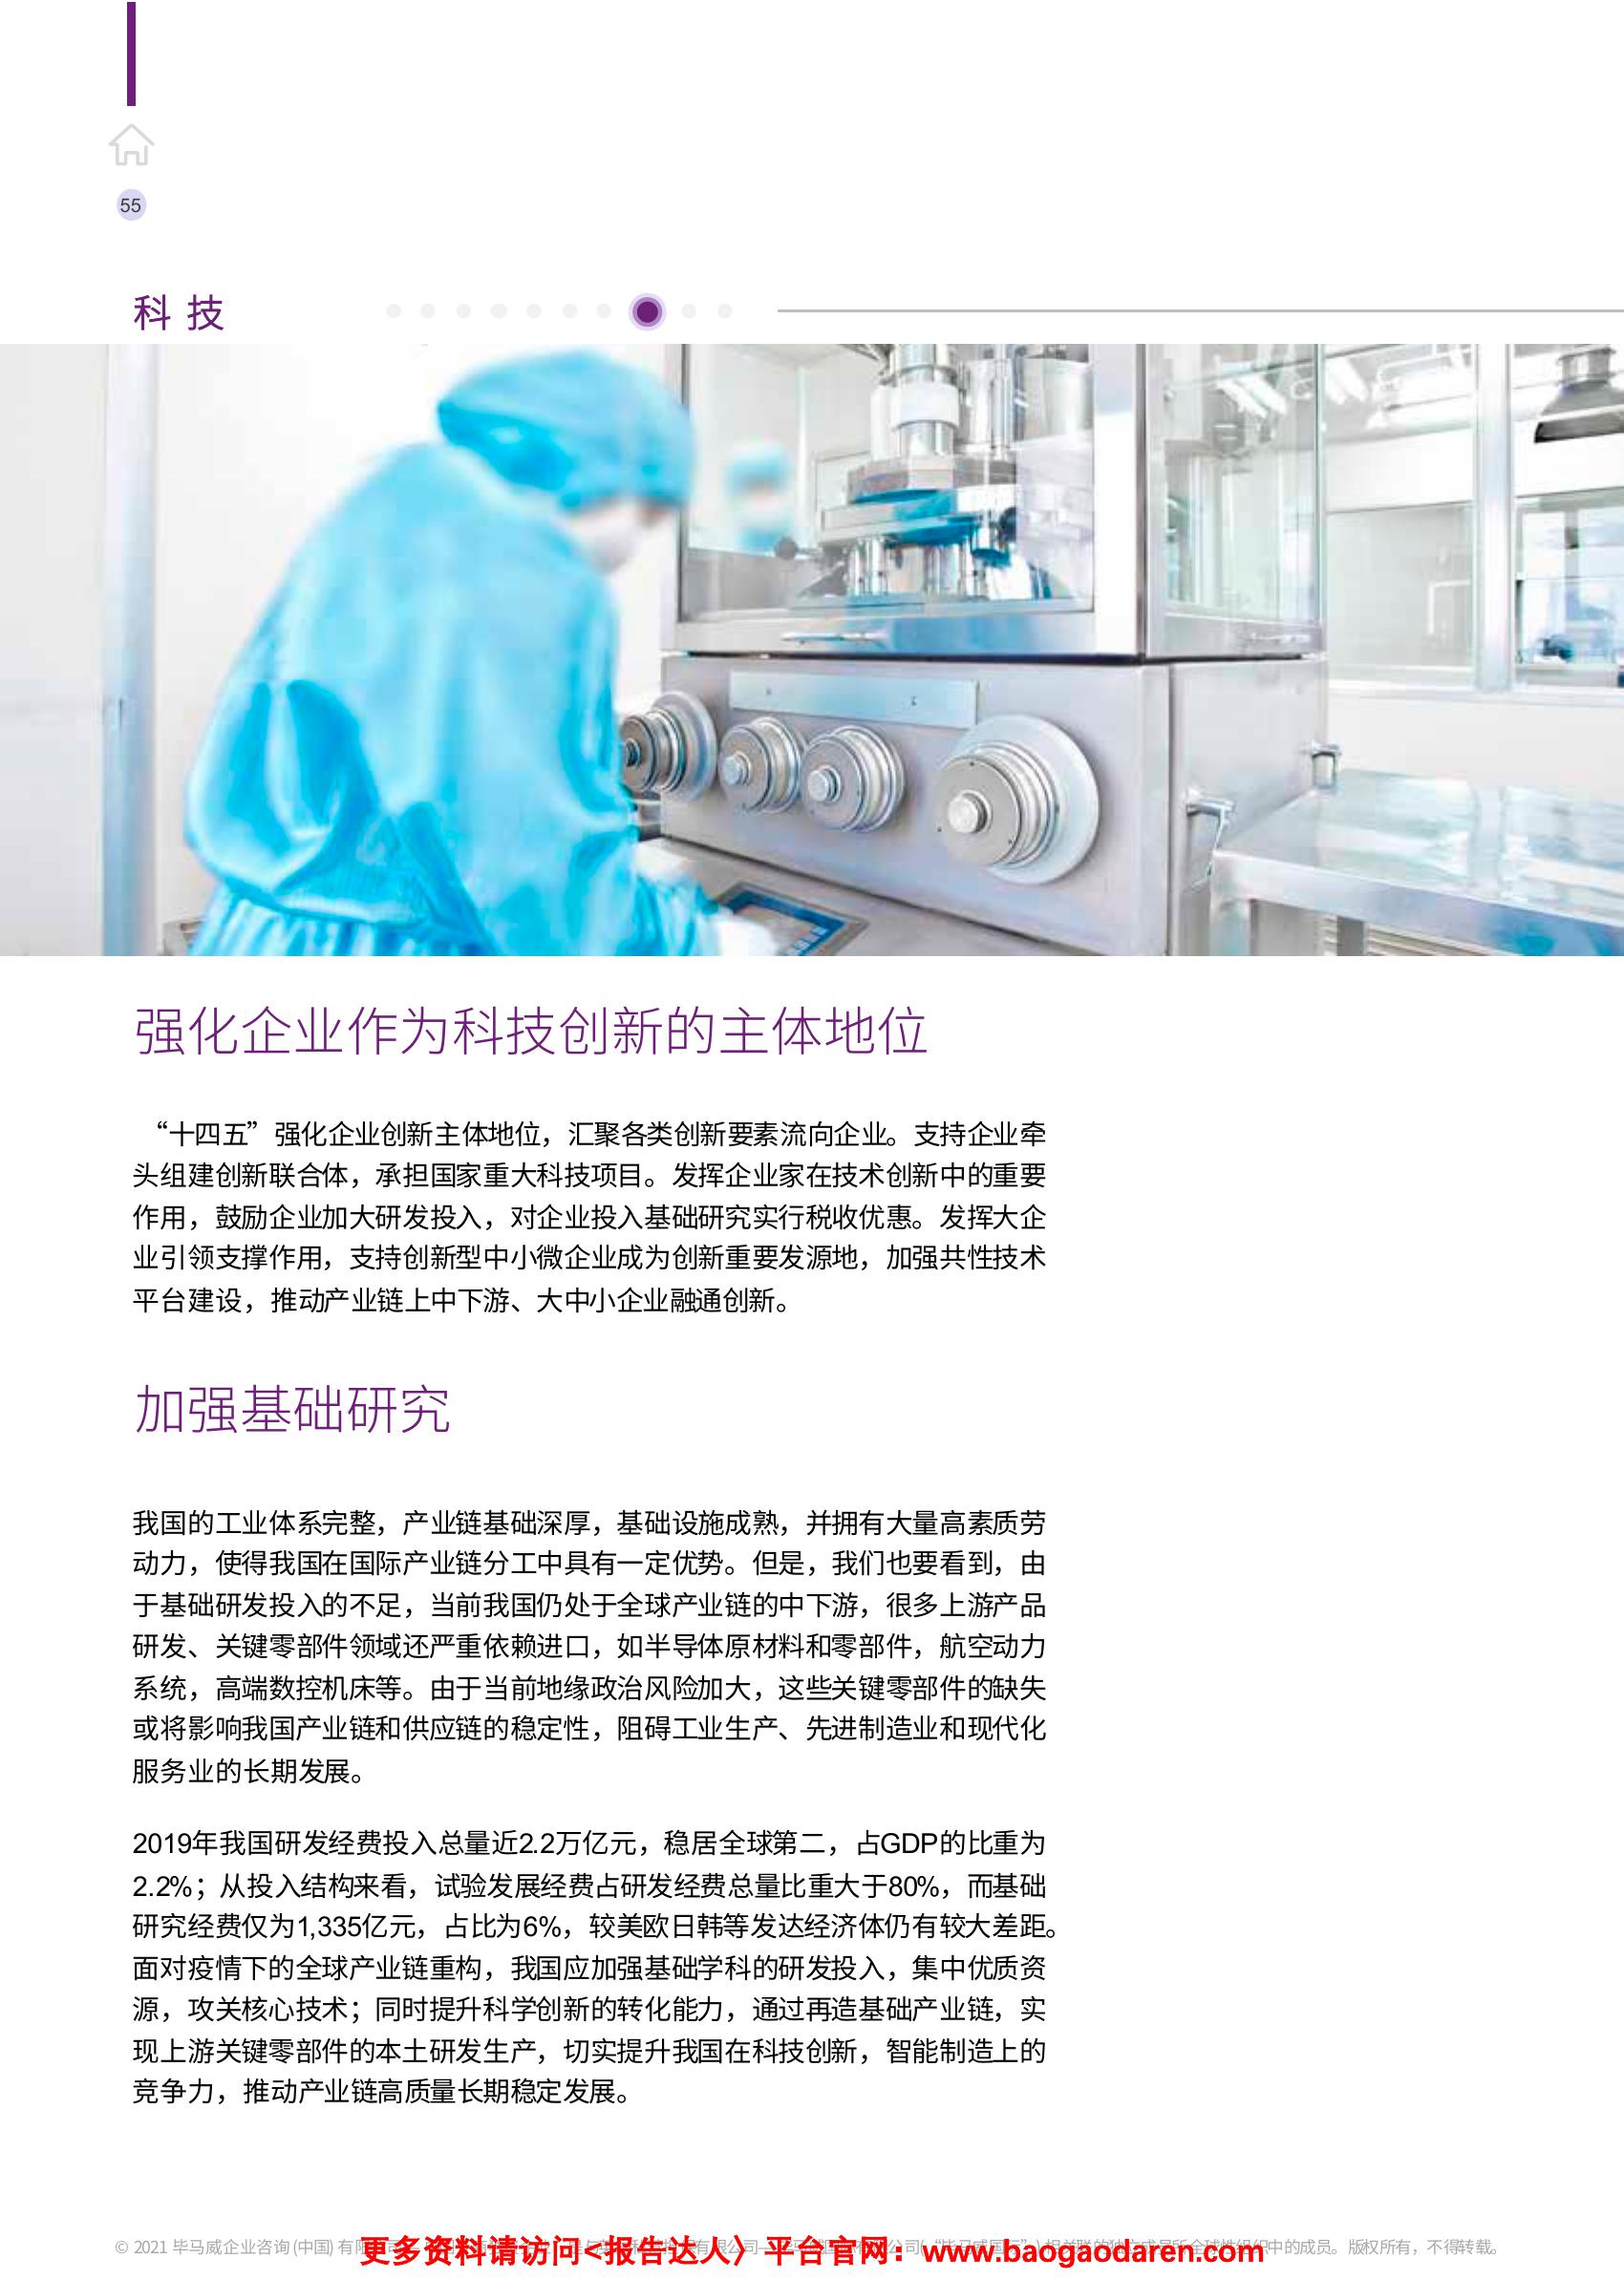 55
科技
强化企业作为科技创新的主体地位
“十四五”强化企业创新主体地位，汇聚各类创新要素流向企业。支持企业牵
头组建创新联合体，承担国家重大科技项目。发挥企业家在技术创新中的重要
作用，鼓励企业加大研发投入，对企业投入基础研究实行税收优惠。发挥大企
业引领支撑作用，支持创新型中小微企业成为创新重要发源地，加强共性技术
平台建设，推动产业链上中下游、大中小企业融通创新。
加强基础研究
我国的工业体系完整，产业链基础深厚，基础设施成熟，并拥有大量高素质劳
动力，使得我国在国际产业链分工中具有一定优势。但是，我们也要看到，由
于基础研发投入的不足，当前我国仍处于全球产业链的中下游，很多上游产品
研发、关键零部件领域还严重依赖进口，如半导体原材料和零部件，航空动力
系统，高端数控机床等。由于当前地缘政治风险加大，这些关键零部件的缺失
或将影响我国产业链和供应链的稳定性，阻碍工业生产、先进制造业和现代化
服务业的长期发展。
2019年我国研发经费投入总量近2.2万亿元，稳居全球第二，占GDP的比重为
2.2%；从投入结构来看，试验发展经费占研发经费总量比重大于80%，而基础
研究经费仅为1,335亿元，占比为6%，较美欧日韩等发达经济体仍有较大差距。
面对疫情下的全球产业链重构，我国应加强基础学科的研发投入，集中优质资
源，攻关核心技术；同时提升科学创新的转化能力，通过再造基础产业链，实
现上游关键零部件的本土研发生产，切实提升我国在科技创新，智能制造上的
竞争力，推动产业链高质量长期稳定发展。
© 2021 毕马威企业咨询 (中国) 有限 中的成员。版权所有，不得转载。
更多资料请访问<报告达人〉平台官网：www.baogaodaren.com